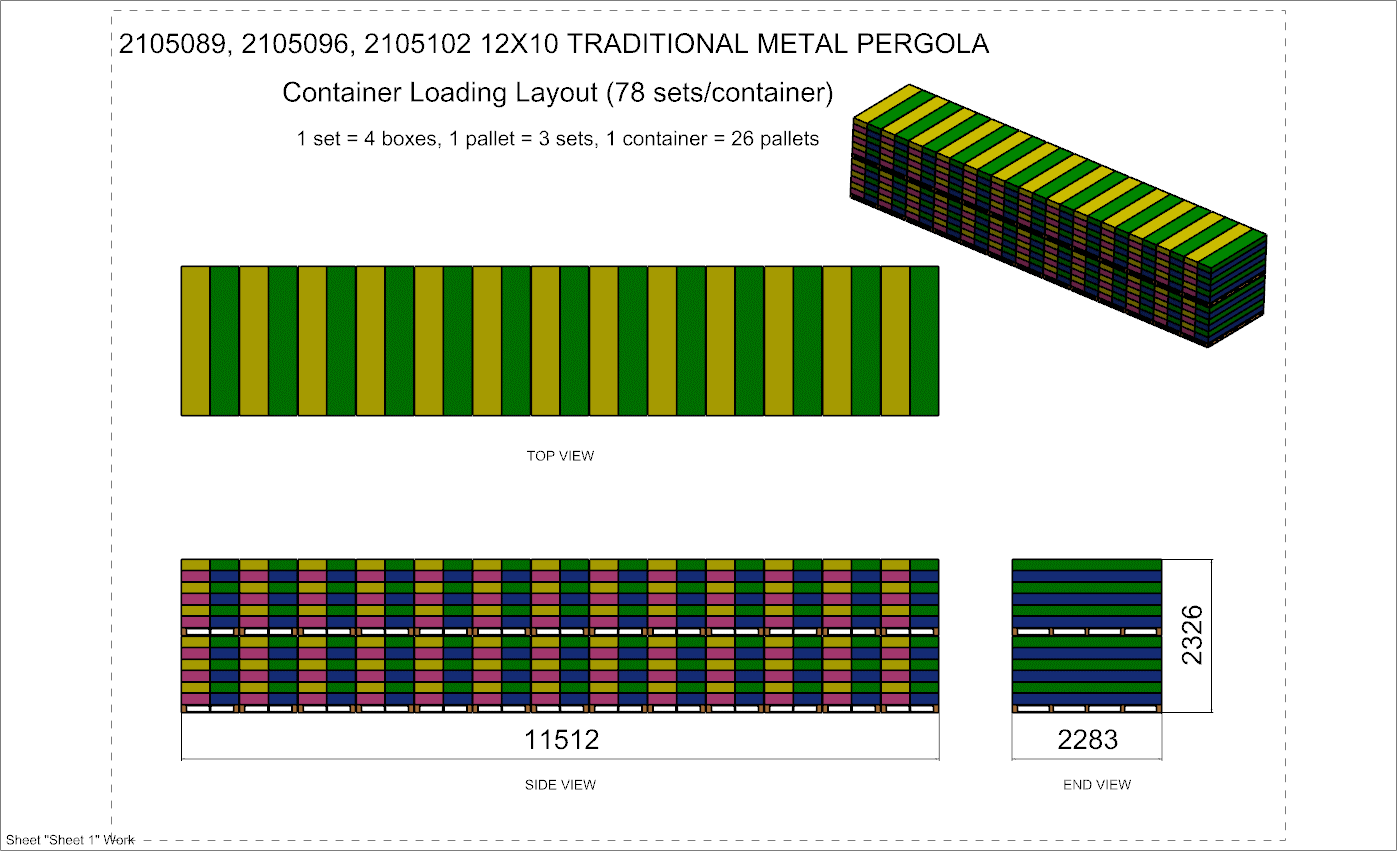 2105089, 2105096, 2105102 12X10 TRADITIONAL METAL PERGOLA
Container Loading Layout (78 sets/container)
1 set = 4 boxes, 1 pallet = 3 sets, 1 container = 26 pallets
TOP VIEW
2326
11512
2283
SIDE VIEW
END VIEW
Sheet "Sheet 1" Work